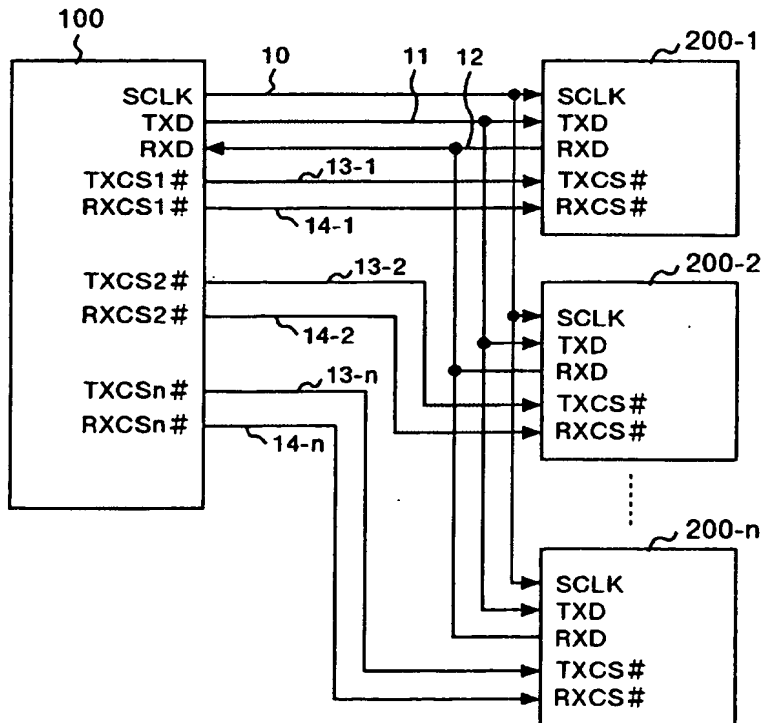 100
10
11
12
200-1
SCLK
TXD
RXD
TXCS1#
RXCS1#
TXCS2#
RXCS2#
TXCSn#
RXCSn#
13-1
14-1
13-2
14-2
13-n
14-n
SCLK
TXD
RXD
TXCS#
RXCS#
200-2
SCLK
TXD
RXD
TXCS#
RXCS#
200-n
SCLK
TXD
RXD
TXCS#
RXCS#